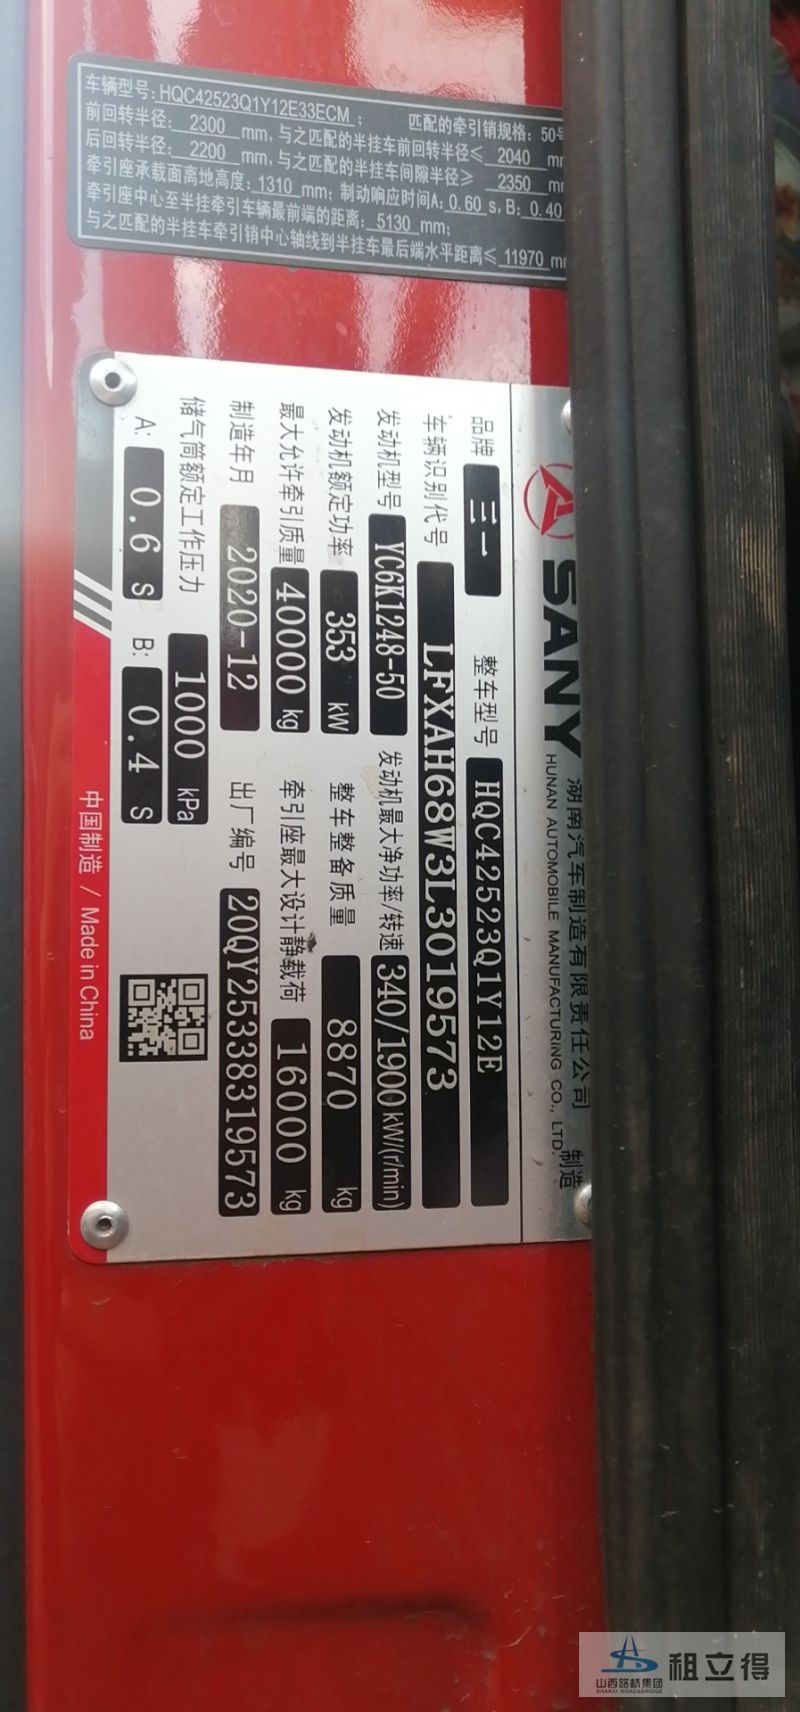 车辆型号: HQC42523Q1Y12E33ECM ; 匹配的牵引销规格: 50号
前回转半径: 2300 mm, 与之匹配的半挂车前回转半径≤ 2040 mm
后回转半径: 2200 mm, 与之匹配的半挂车间隙半径≥ 2350 mm
牵引座承载面离地高度: 1310 mm; 制动响应时间A: 0.60 s, B: 0.40
牵引座中心至半挂牵引车辆最前端的距离: 5130 mm;
与之匹配的半挂车牵引销中心轴线到半挂车最后端水平距离≤ 11970 mm
SANY 湖南汽车制造有限责任公司 制造
HUNAN AUTOMOBILE MANUFACTURING CO., LTD.
品牌 三一 整车型号 HQC42523Q1Y12E
车辆识别代号 LFXAH68W3L3019573
发动机型号 YC6K1248-50 发动机最大净功率/转速 340/1900 kW/(r/min)
发动机额定功率 353 kW 整车整备质量 8870 kg
最大允许牵引质量 40000 kg 牵引座最大设计静载荷 16000 kg
制造年月 2020-12 出厂编号 20QY25338319573
储气筒额定工作压力 1000 kPa
A: 0.6 s B: 0.4 s
中国制造 / Made in China
山西路桥集团
SHANXI ROAD&BRIDGE
租立得